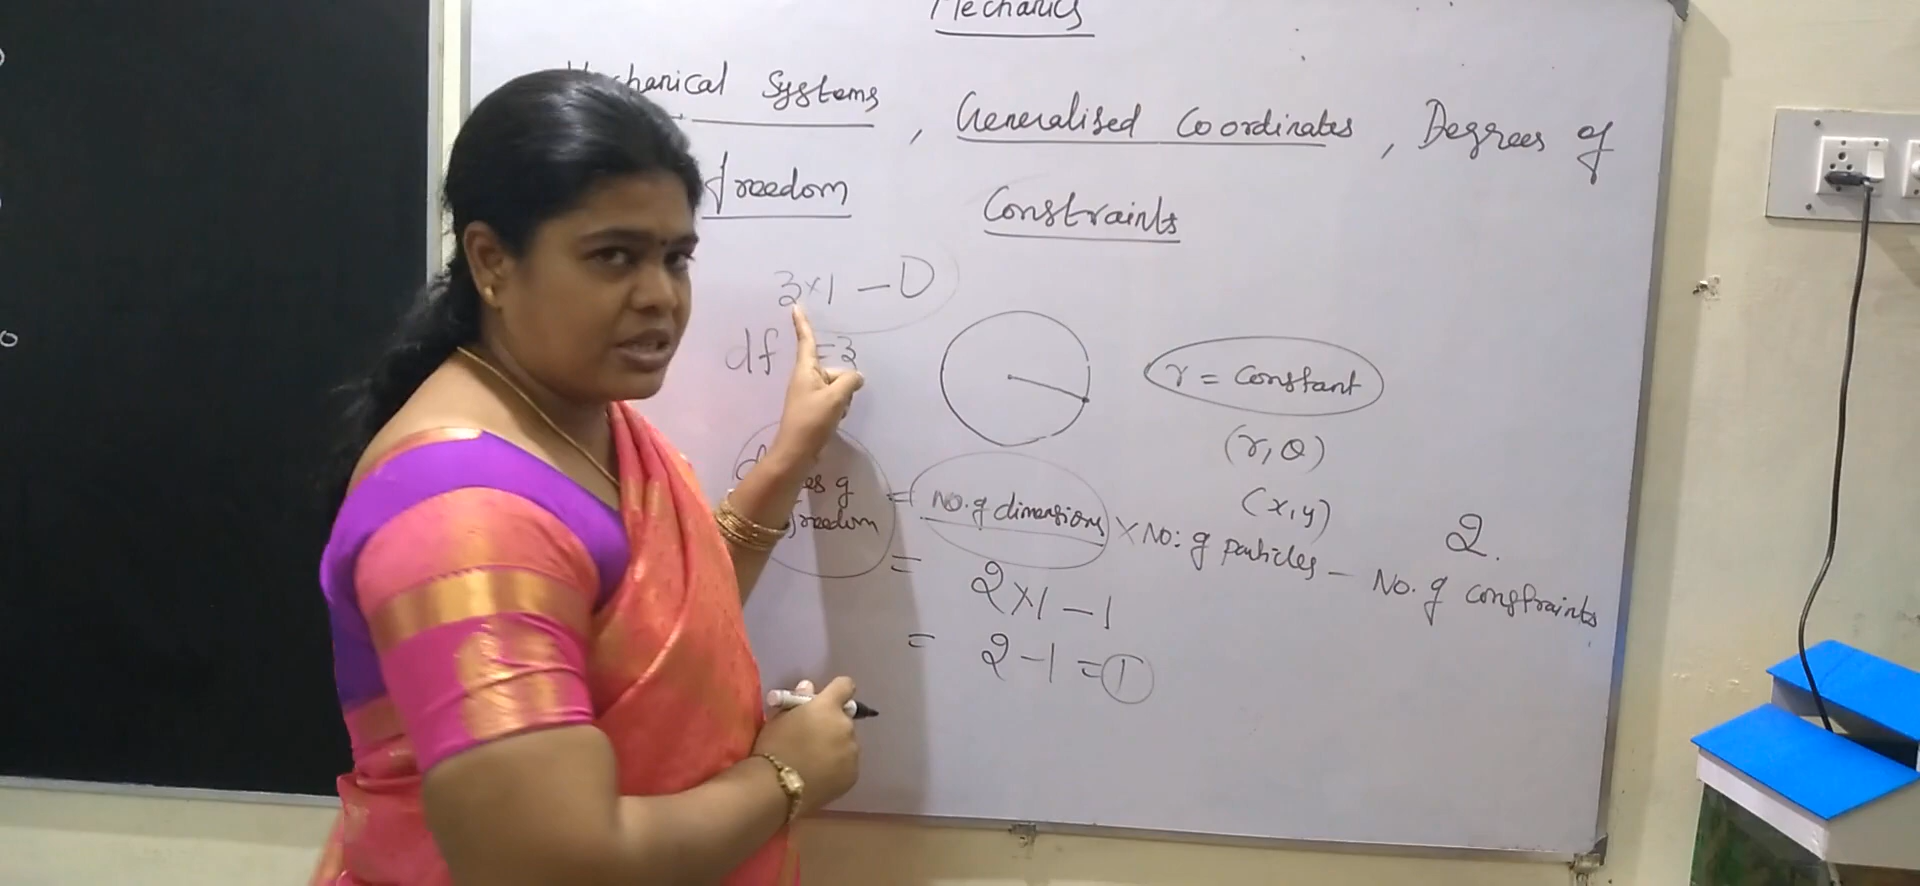 Mechanics
Mechanical Systems, Generalised Coordinates, Degrees of
freedom
Constraints
3×1 - 0
df = 3
r = constant
(r, θ)
(x, y)
2.
degrees of freedom = No. of dimensions × No: of particles - No. of constraints
= 2×1 - 1
= 2 - 1 = 1